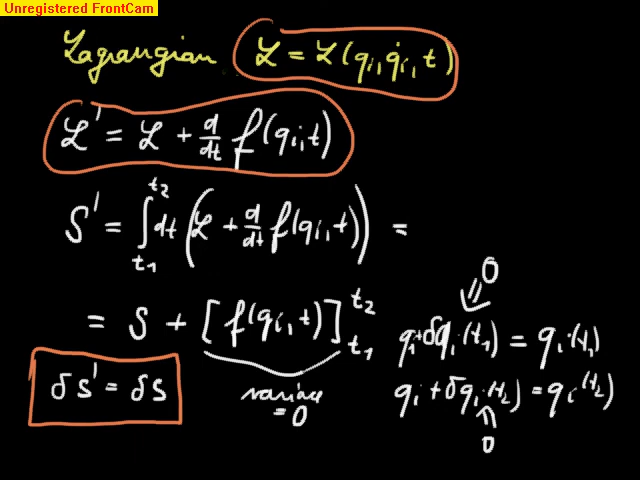 Unregistered FrontCam
Lagrangian ℒ = ℒ(qᵢ, q̇ᵢ, t)
ℒ' = ℒ + d/dt f(qᵢ, t)
S' = ∫_{t₁}^{t₂} dt (ℒ + d/dt f(qᵢ, t)) =
= S + [f(qᵢ, t)]_{t₁}^{t₂}
= 0
δS' = δS
0
qᵢ + δqᵢ(t₁) = qᵢ(t₁)
qᵢ + δqᵢ(t₂) = qᵢ(t₂)
0